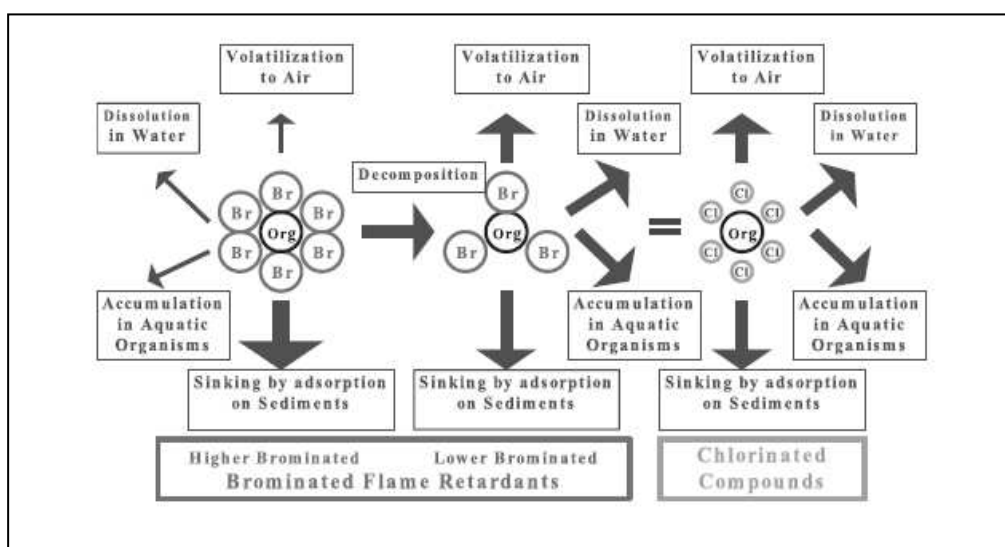 Volatilization
to Air
Volatilization
to Air
Volatilization
to Air
Dissolution
in Water
Dissolution
in Water
Dissolution
in Water
Decomposition
Br
Br
Br
Org
Br
Br
Br
Br
Org
Br
Br
Cl
Cl
Cl
Org
Cl
Cl
Cl
Accumulation
in Aquatic
Organisms
Accumulation
in Aquatic
Organisms
Accumulation
in Aquatic
Organisms
Sinking by adsorption
on Sediments
Sinking by adsorption
on Sediments
Sinking by adsorption
on Sediments
Higher Brominated
Lower Brominated
Brominated Flame Retardants
Chlorinated
Compounds